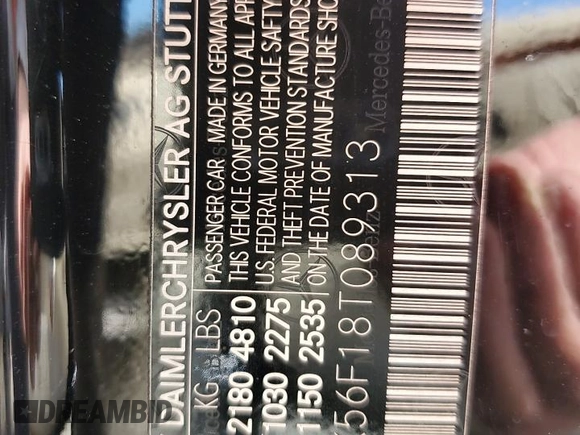 DAIMLERCHRYSLER AG STUTT
KG LBS PASSENGER CAR MADE IN GERMANY
2180 4810 THIS VEHICLE CONFORMS TO ALL APP
U.S. FEDERAL MOTOR VEHICLE SAFETY
1030 2275 AND THEFT PREVENTION STANDARDS
1150 2535 ON THE DATE OF MANUFACTURE SHO
56F18T089313
Mercedes-Be
DREAMBID